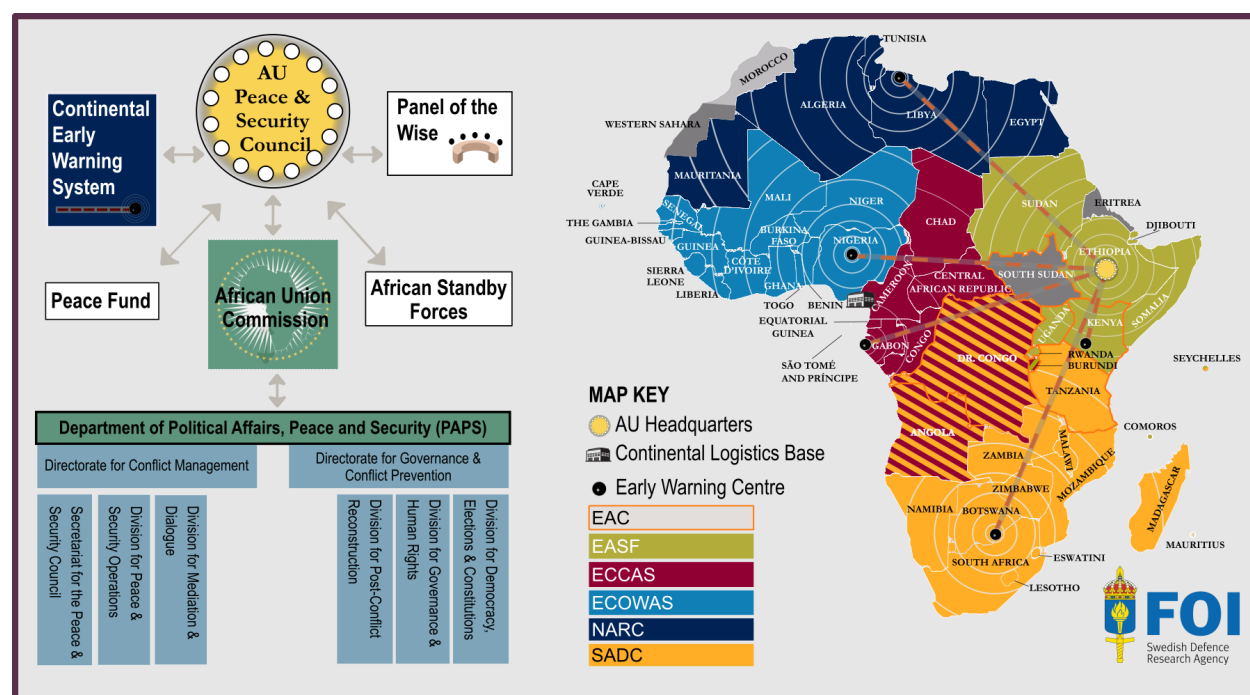 AU
Peace &
Security
Council
Continental
Early
Warning
System
Panel of the
Wise
Peace Fund
African Union
Commission
African Standby
Forces
Department of Political Affairs, Peace and Security (PAPS)
Directorate for Conflict Management
Directorate for Governance &
Conflict Prevention
Secretariat for the Peace &
Security Council
Division for Peace &
Security Operations
Division for Mediation &
Dialogue
Division for Post-Conflict
Reconstruction
Division for Governance &
Human Rights
Division for Democracy,
Elections & Constitutions
TUNISIA
MOROCCO
ALGERIA
LIBYA
EGYPT
WESTERN SAHARA
MAURITANIA
CAPE
VERDE
MALI
NIGER
CHAD
SUDAN
ERITREA
DJIBOUTI
SENEGAL
THE GAMBIA
GUINEA-BISSAU
GUINEA
BURKINA
FASO
NIGERIA
ETHIOPIA
SIERRA
LEONE
LIBERIA
CÔTE
D'IVOIRE
GHANA
TOGO
BENIN
CAMEROON
CENTRAL
AFRICAN REPUBLIC
SOUTH SUDAN
SOMALIA
EQUATORIAL
GUINEA
GABON
CONGO
DR. CONGO
UGANDA
KENYA
SÃO TOMÉ
AND PRÍNCIPE
RWANDA
BURUNDI
SEYCHELLES
TANZANIA
COMOROS
ANGOLA
ZAMBIA
MALAWI
MOZAMBIQUE
ZIMBABWE
MADAGASCAR
NAMIBIA
BOTSWANA
MAURITIUS
SOUTH AFRICA
ESWATINI
LESOTHO
MAP KEY
AU Headquarters
Continental Logistics Base
Early Warning Centre
EAC
EASF
ECCAS
ECOWAS
NARC
SADC
FOI
Swedish Defence
Research Agency